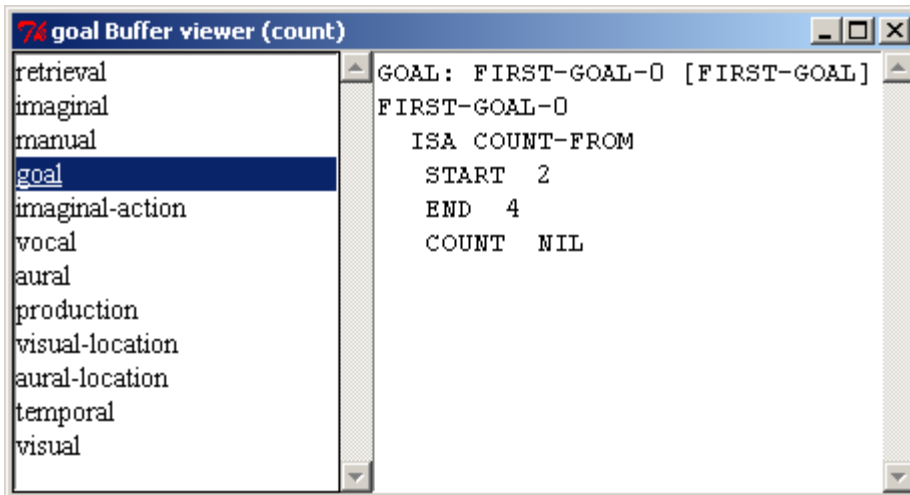 goal Buffer viewer (count)
retrieval
imaginal
manual
goal
imaginal-action
vocal
aural
production
visual-location
aural-location
temporal
visual
GOAL: FIRST-GOAL-0 [FIRST-GOAL]
FIRST-GOAL-0
ISA COUNT-FROM
START 2
END 4
COUNT NIL